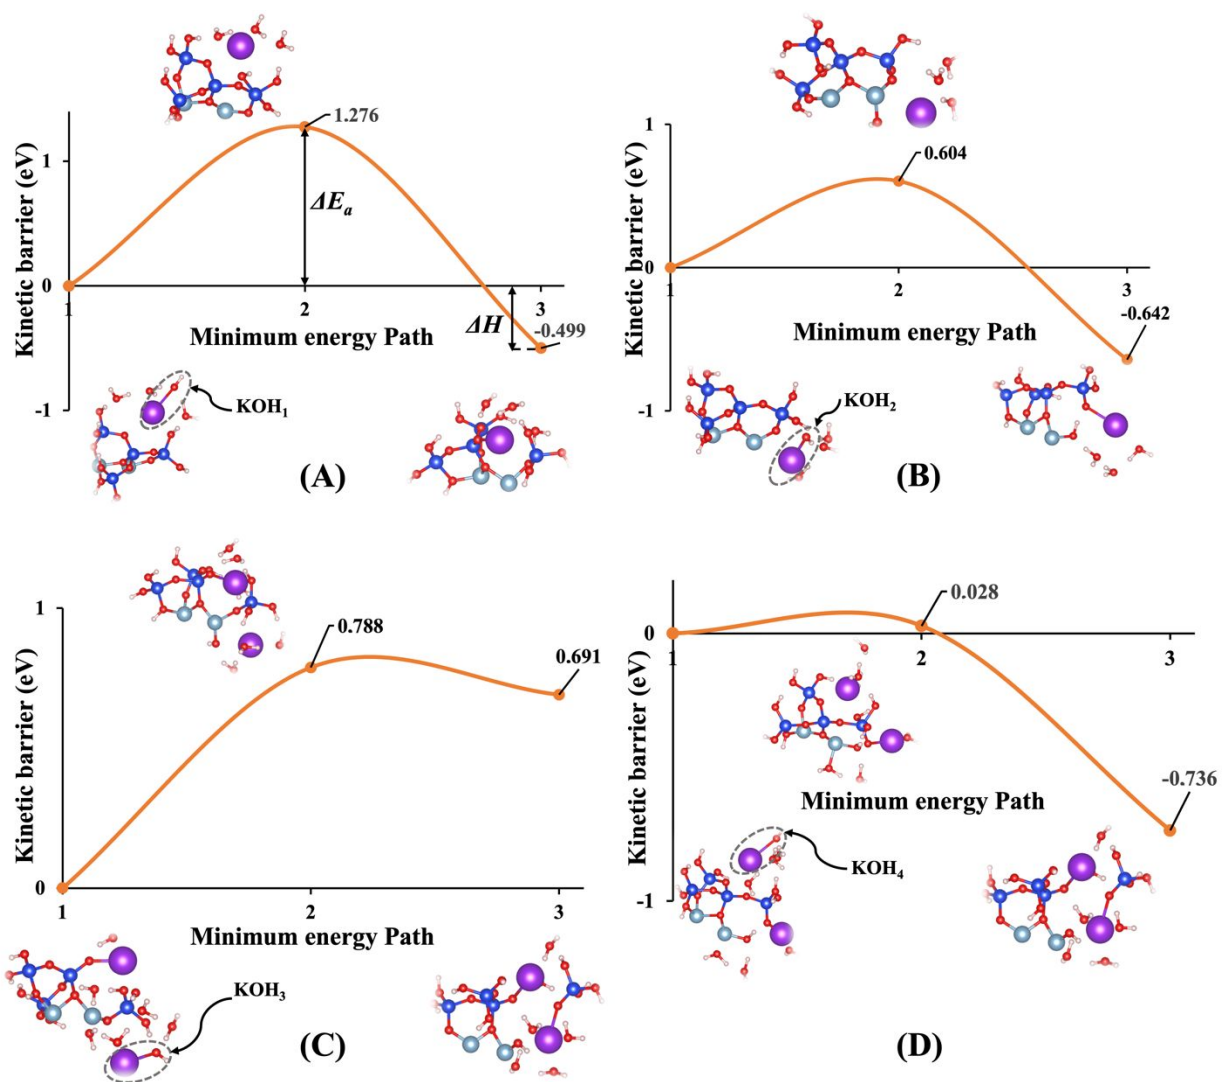 1.276
Kinetic barrier (eV)
1
ΔEₐ
0
1
2
3
ΔH
-0.499
Minimum energy Path
-1
KOH₁
(A)
1
0.604
Kinetic barrier (eV)
0
1
2
3
-0.642
Minimum energy Path
-1
KOH₂
(B)
1
0.788
0.691
Kinetic barrier (eV)
0
1
2
3
Minimum energy Path
KOH₃
(C)
0.028
Kinetic barrier (eV)
0
1
2
3
-0.736
Minimum energy Path
-1
KOH₄
(D)